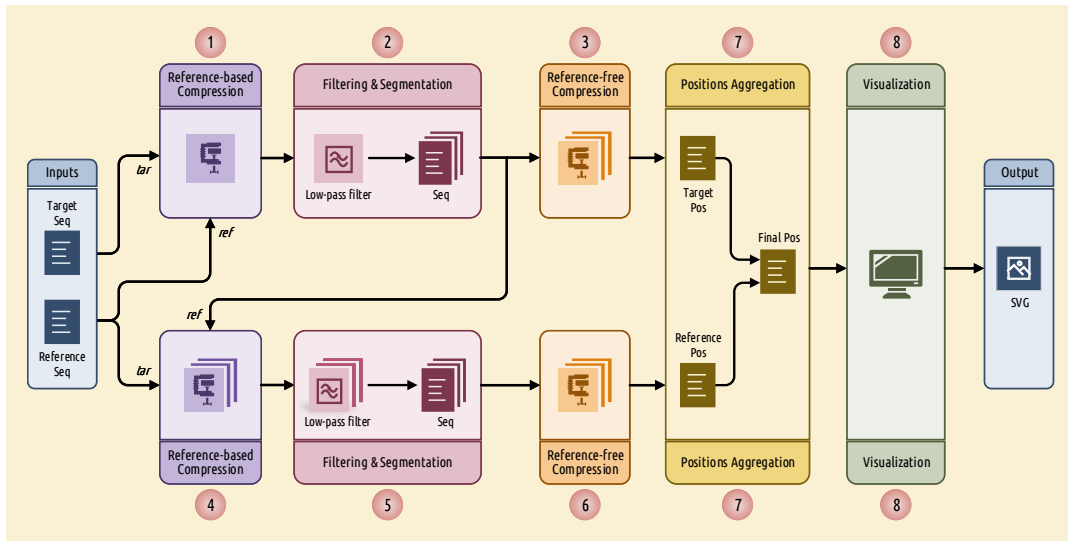 1
2
3
7
8
Reference-based
Compression
Filtering & Segmentation
Reference-free
Compression
Positions Aggregation
Visualization
Inputs
Target
Seq
Reference
Seq
tar
ref
Low-pass filter
Seq
Target
Pos
Final Pos
Reference
Pos
Output
SVG
ref
tar
Low-pass filter
Seq
Reference-based
Compression
Filtering & Segmentation
Reference-free
Compression
Positions Aggregation
Visualization
4
5
6
7
8